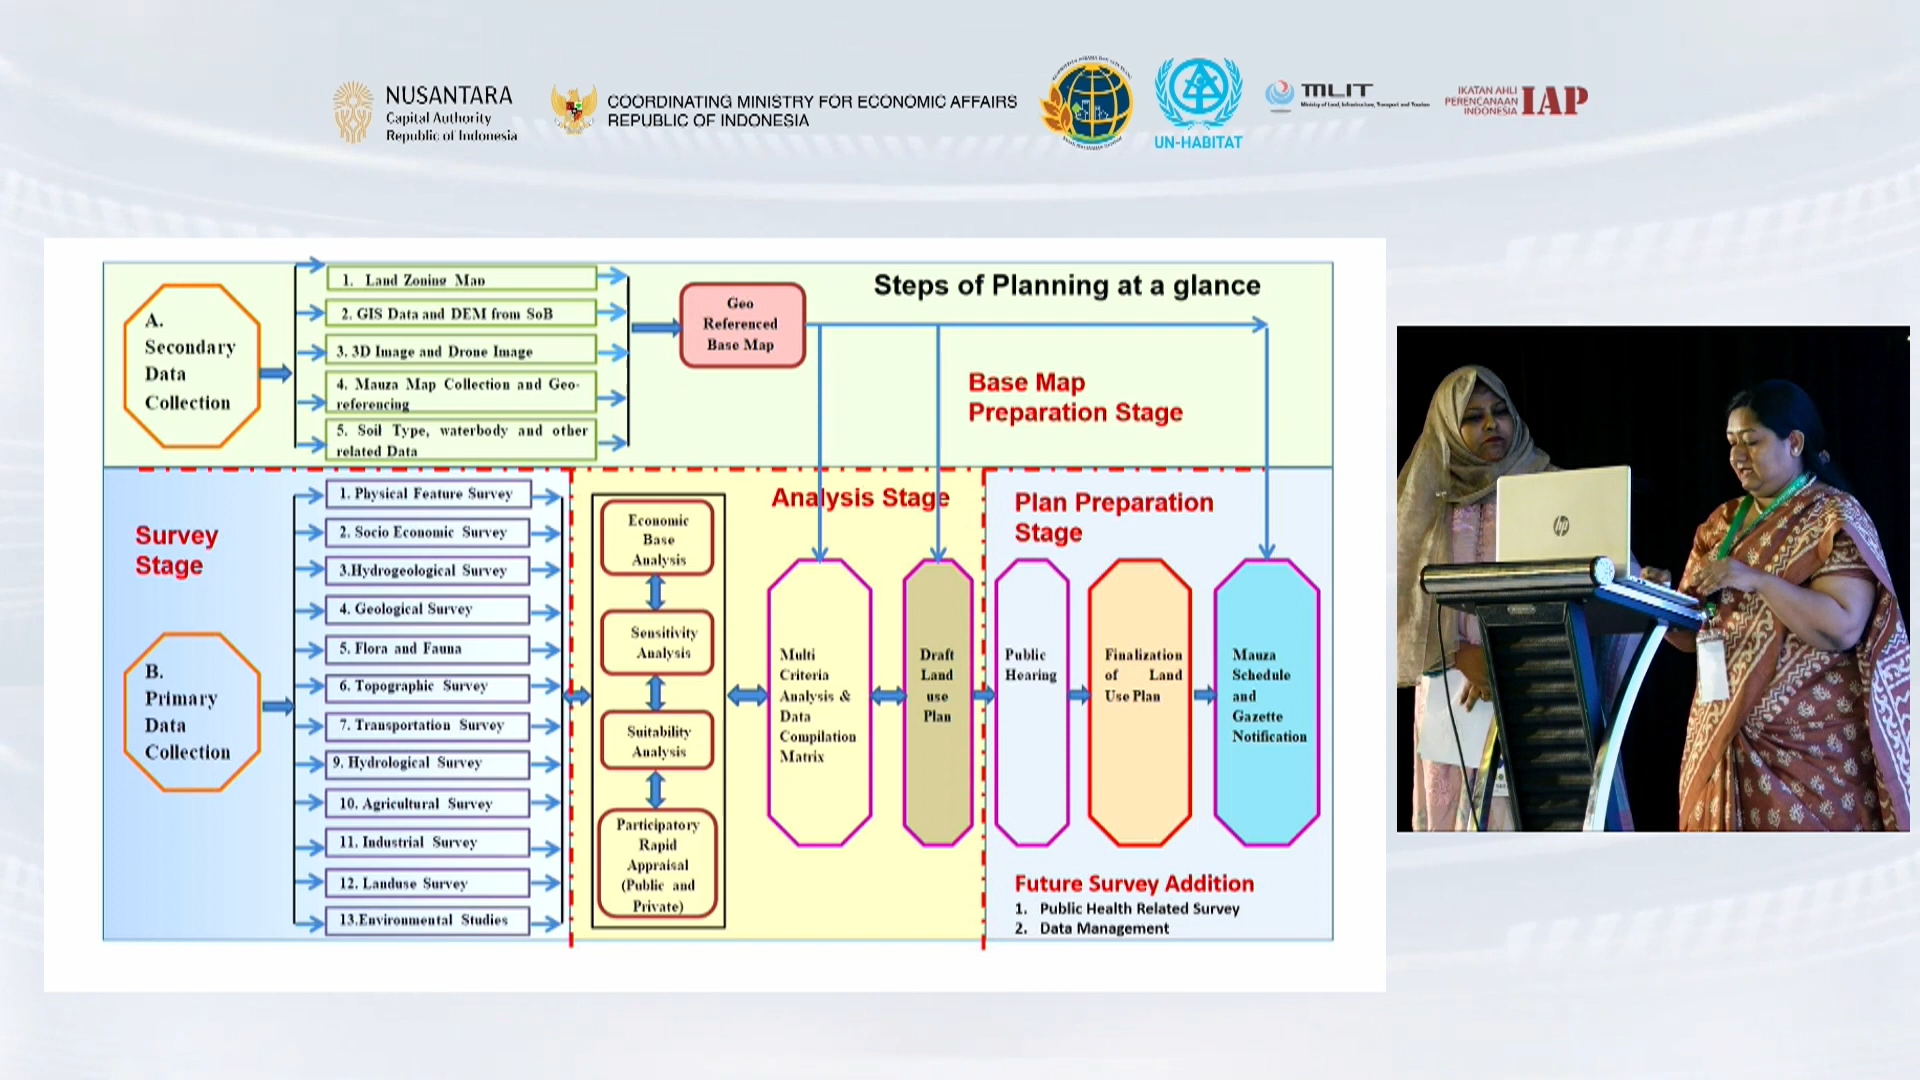 NUSANTARA
Capital Authority
Republic of Indonesia
COORDINATING MINISTRY FOR ECONOMIC AFFAIRS
REPUBLIC OF INDONESIA
UN-HABITAT
MLIT
Ministry of Land, Infrastructure, Transport and Tourism
IKATAN AHLI
PERENCANAAN
INDONESIA
IAP
Steps of Planning at a glance
A.
Secondary
Data
Collection
1. Land Zoning Map
2. GIS Data and DEM from SoB
3. 3D Image and Drone Image
4. Mauza Map Collection and Geo-
referencing
5. Soil Type, waterbody and other
related Data
Geo
Referenced
Base Map
Base Map
Preparation Stage
Survey
Stage
B.
Primary
Data
Collection
1. Physical Feature Survey
2. Socio Economic Survey
3.Hydrogeological Survey
4. Geological Survey
5. Flora and Fauna
6. Topographic Survey
7. Transportation Survey
9. Hydrological Survey
10. Agricultural Survey
11. Industrial Survey
12. Landuse Survey
13.Environmental Studies
Analysis Stage
Economic
Base
Analysis
Sensitivity
Analysis
Suitability
Analysis
Participatory
Rapid
Appraisal
(Public and
Private)
Multi
Criteria
Analysis &
Data
Compilation
Matrix
Draft
Land
use
Plan
Plan Preparation
Stage
Public
Hearing
Finalization
of Land
Use Plan
Mauza
Schedule
and
Gazette
Notification
Future Survey Addition
1. Public Health Related Survey
2. Data Management
hp